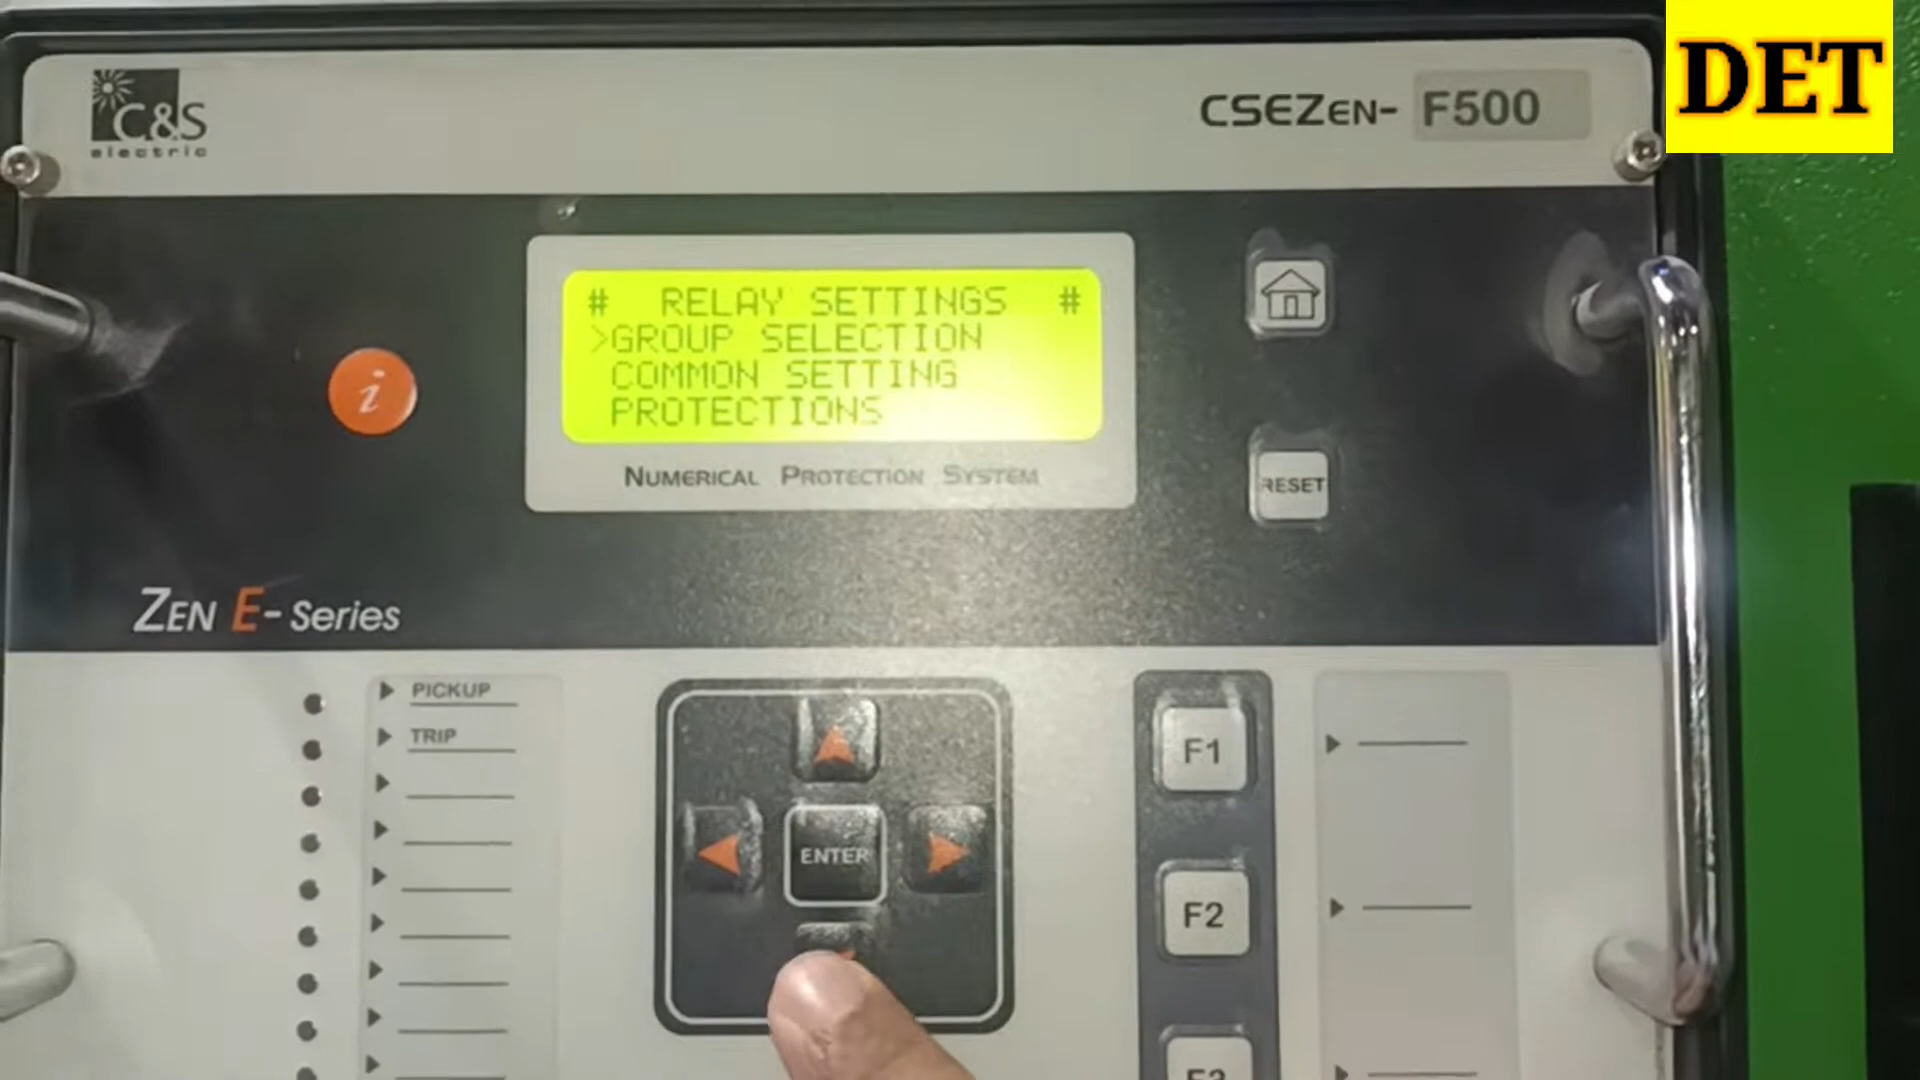 C&S
electric
CSEZEN- F500
DET
# RELAY SETTINGS #
>GROUP SELECTION
COMMON SETTING
PROTECTIONS
NUMERICAL PROTECTION SYSTEM
i
RESET
ZEN E-Series
PICKUP
TRIP
ENTER
F1
F2
F3